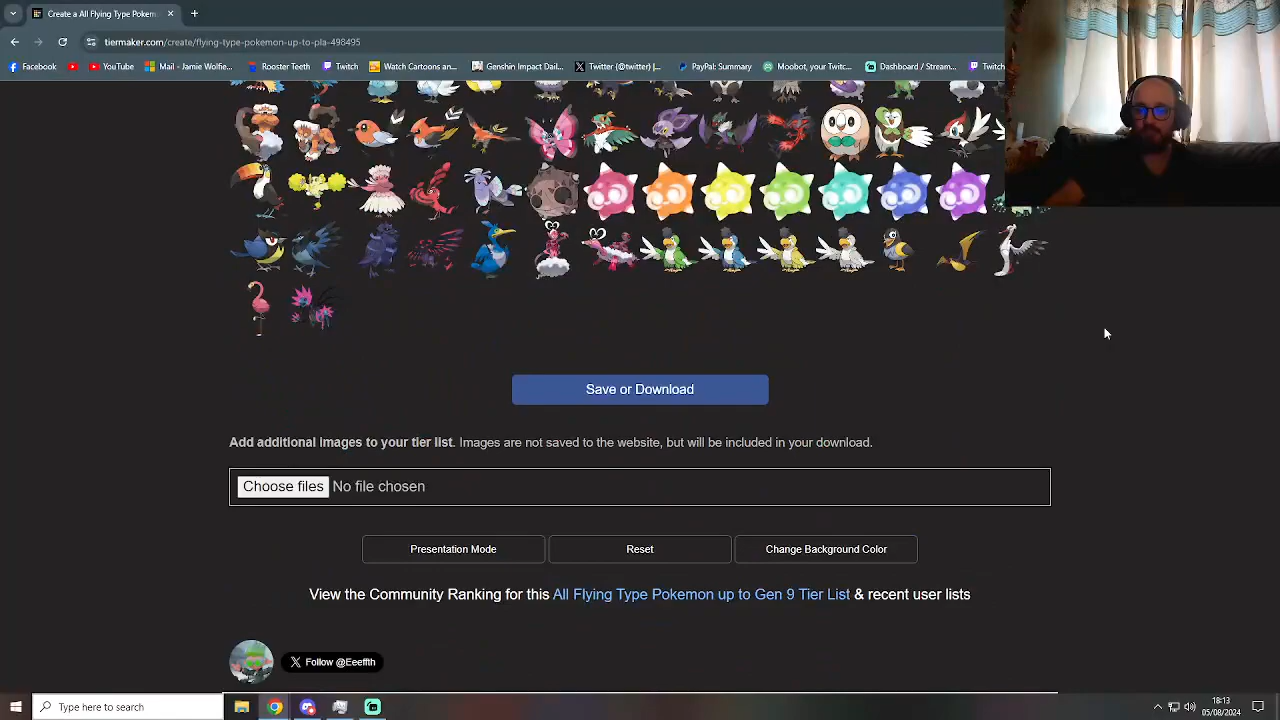 Create a All Flying Type Pokem
tiermaker.com/create/flying-type-pokemon-up-to-pla-498495
Facebook
YouTube
Mail - Jamie Wolfie...
Rooster Teeth
Twitch
Watch Cartoons an...
Genshin Impact Dail...
Twitter (@twitter) |...
PayPal: Summary
Mocute your Twitc...
Dashboard / Stream...
Twitch
Save or Download
Add additional images to your tier list. Images are not saved to the website, but will be included in your download.
Choose files No file chosen
Presentation Mode
Reset
Change Background Color
View the Community Ranking for this All Flying Type Pokemon up to Gen 9 Tier List & recent user lists
Follow @Eeeffth
Type here to search
18:13
05/08/2024